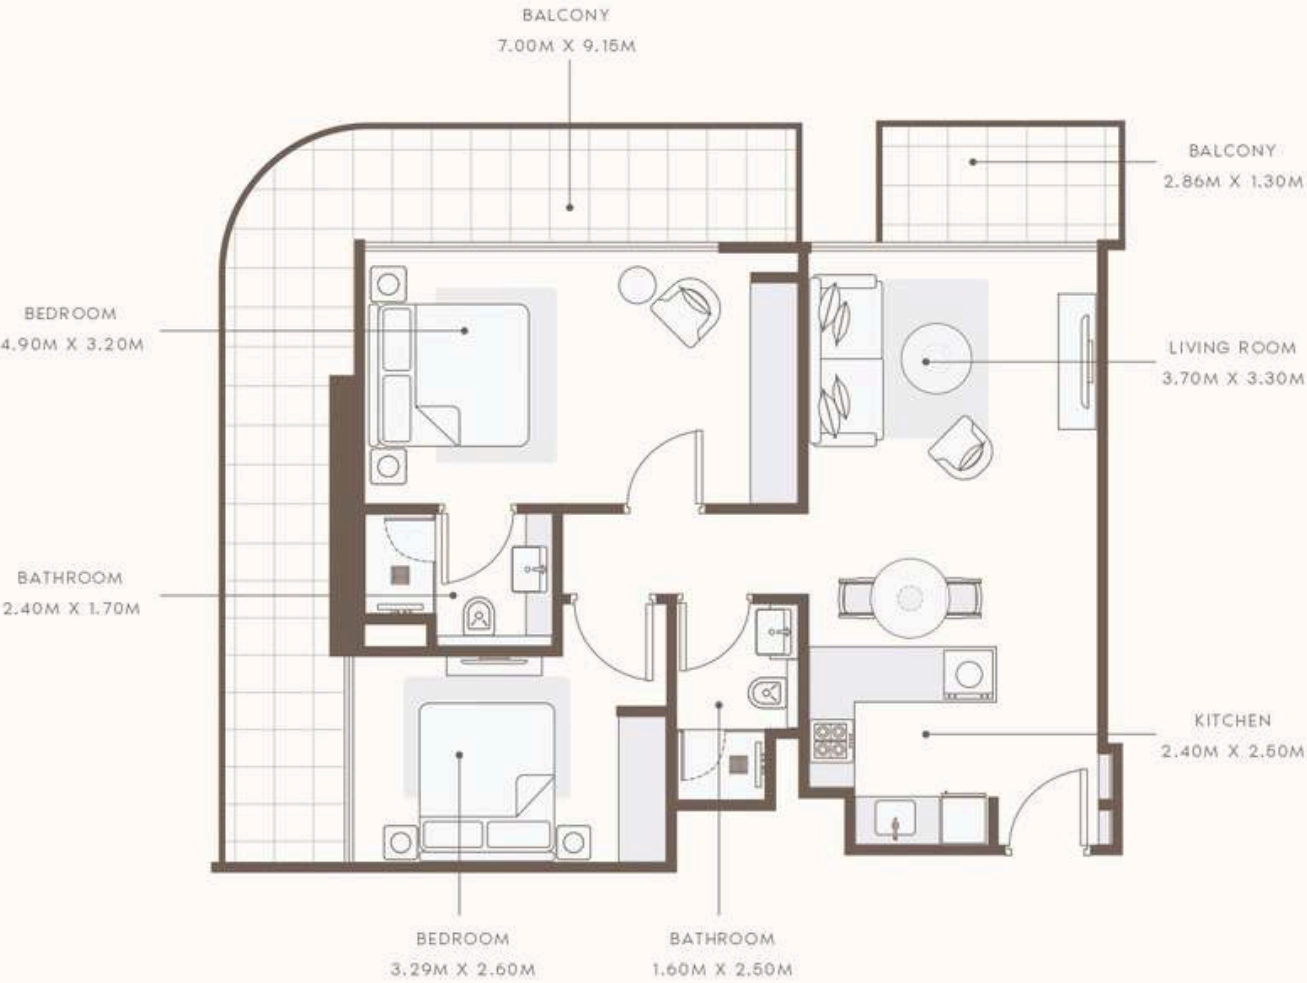 BALCONY
7.00M X 9.15M
BALCONY
2.86M X 1.30M
BEDROOM
4.90M X 3.20M
LIVING ROOM
3.70M X 3.30M
BATHROOM
2.40M X 1.70M
KITCHEN
2.40M X 2.50M
BEDROOM
3.29M X 2.60M
BATHROOM
1.60M X 2.50M